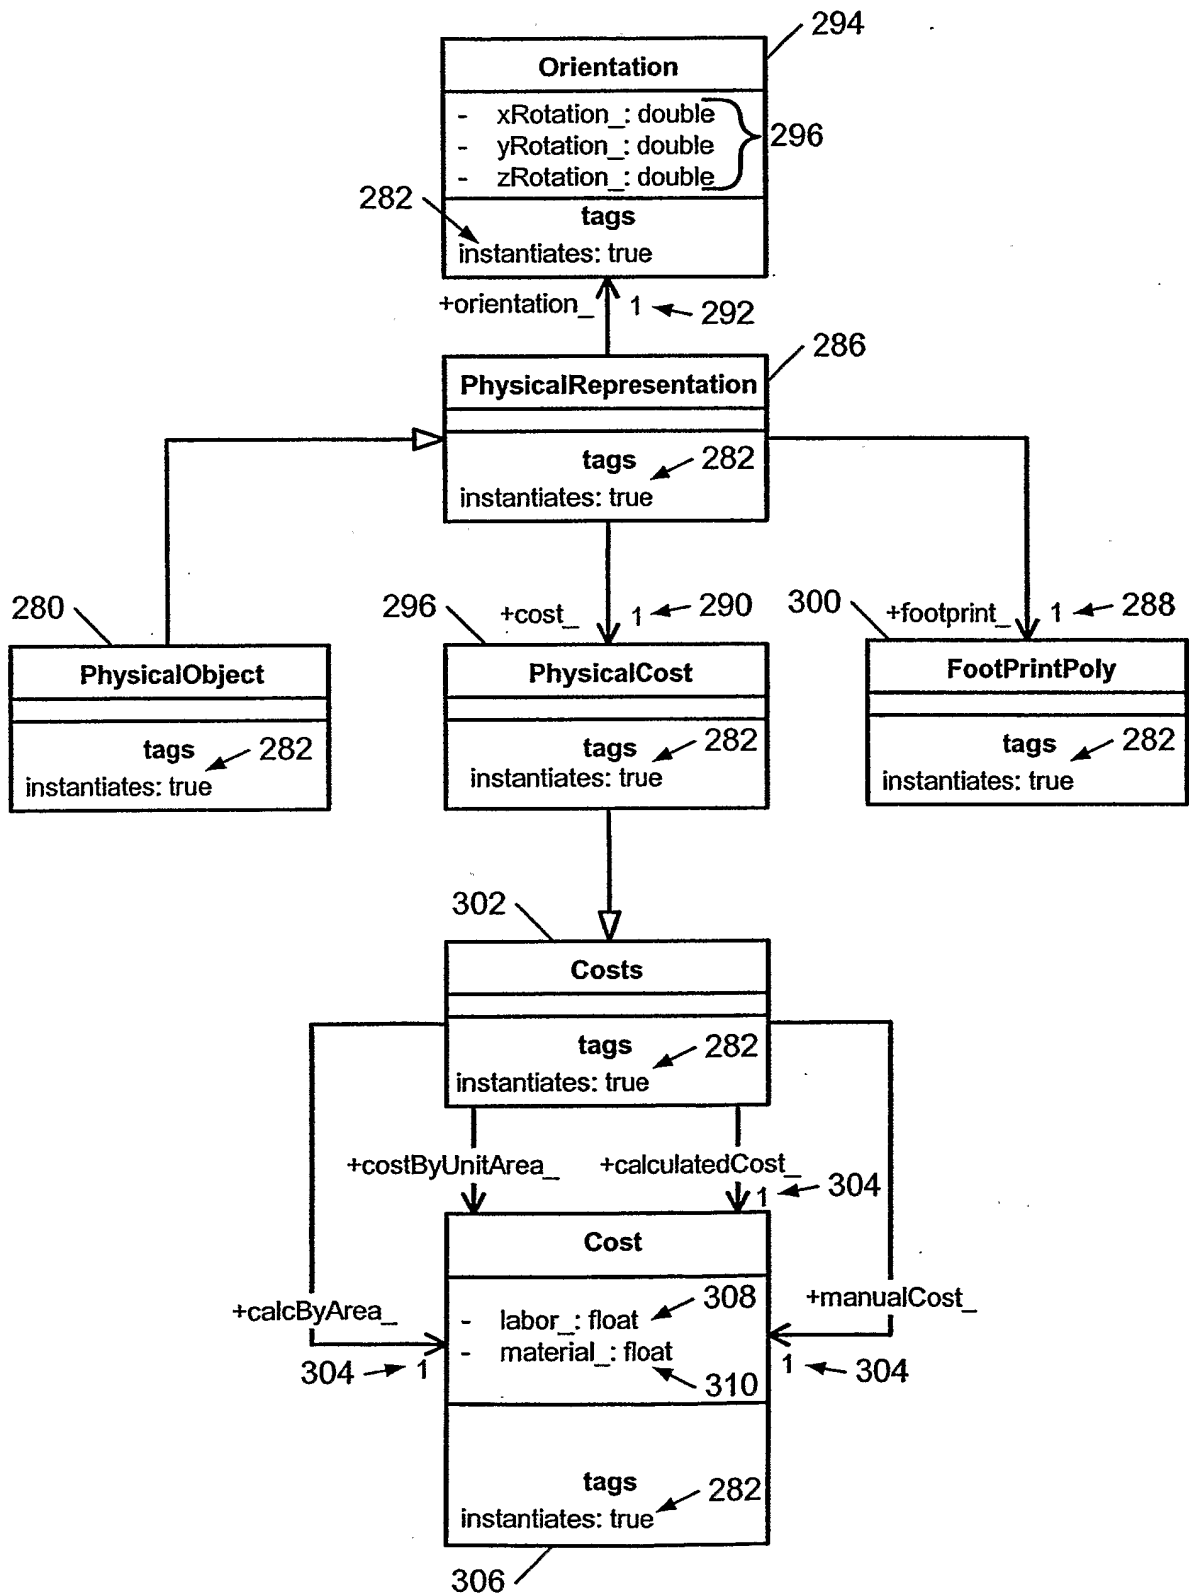 294
Orientation
- xRotation_: double
- yRotation_: double
- zRotation_: double
296
282
tags
instantiates: true
+orientation_ 1 292
286
PhysicalRepresentation
tags 282
instantiates: true
280
296
+cost_ 1 290
300
+footprint_ 1 288
PhysicalObject
tags
282
instantiates: true
PhysicalCost
tags
282
instantiates: true
FootPrintPoly
tags
282
instantiates: true
302
Costs
tags 282
instantiates: true
+costByUnitArea_
+calculatedCost_
1 304
Cost
+calcByArea_
- labor_: float 308
- material_: float
310
+manualCost_
304 1
1 304
tags
282
instantiates: true
306